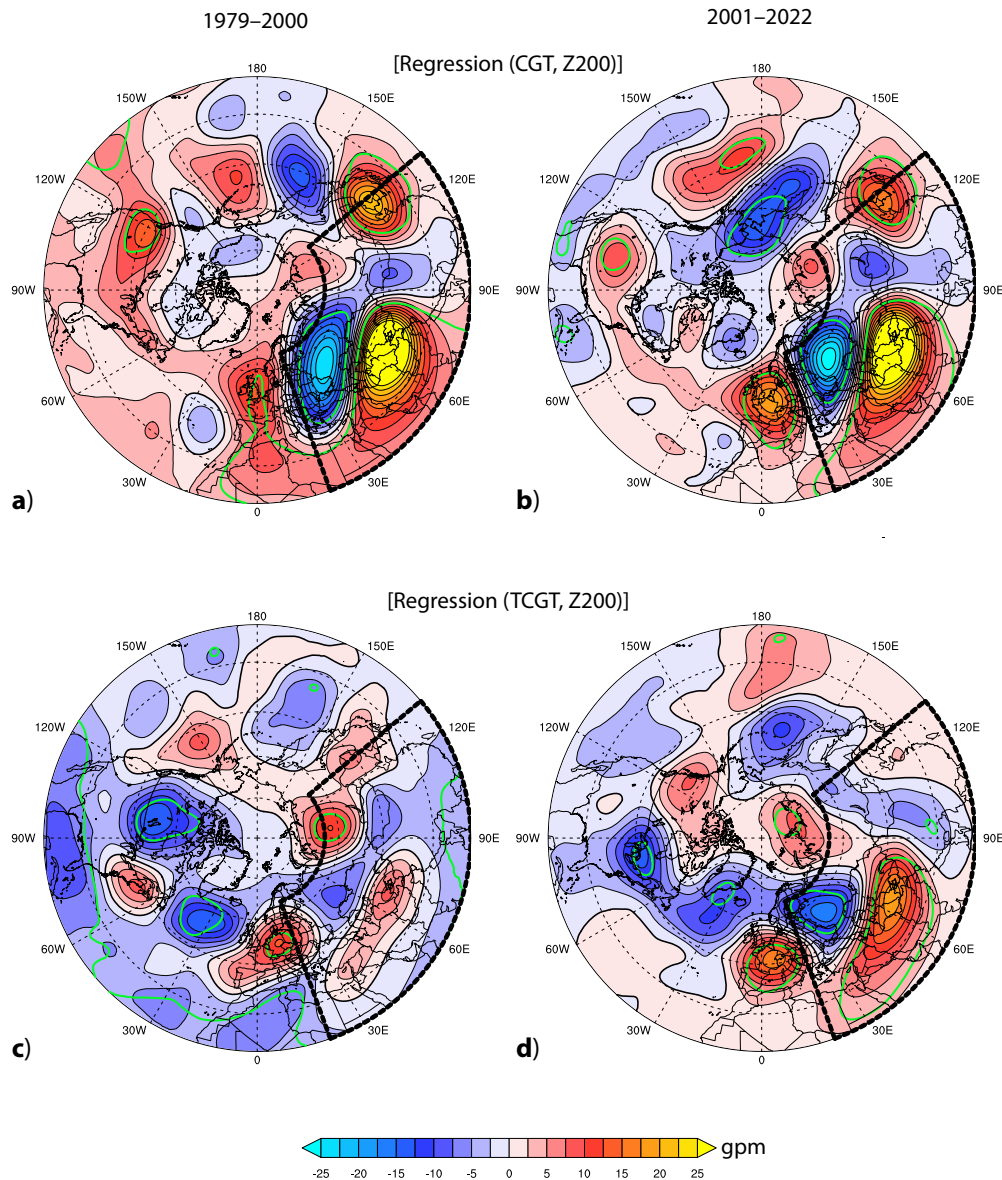 1979–2000
2001–2022
[Regression (CGT, Z200)]
180
150W
150E
120W
120E
90W
90E
60W
60E
30W
30E
0
a)
180
150W
150E
120W
120E
90W
90E
60W
60E
30W
30E
0
b)
[Regression (TCGT, Z200)]
180
150W
150E
120W
120E
90W
90E
60W
60E
30W
30E
0
c)
180
150W
150E
120W
120E
90W
90E
60W
60E
30W
30E
0
d)
gpm
-25 -20 -15 -10 -5 0 5 10 15 20 25